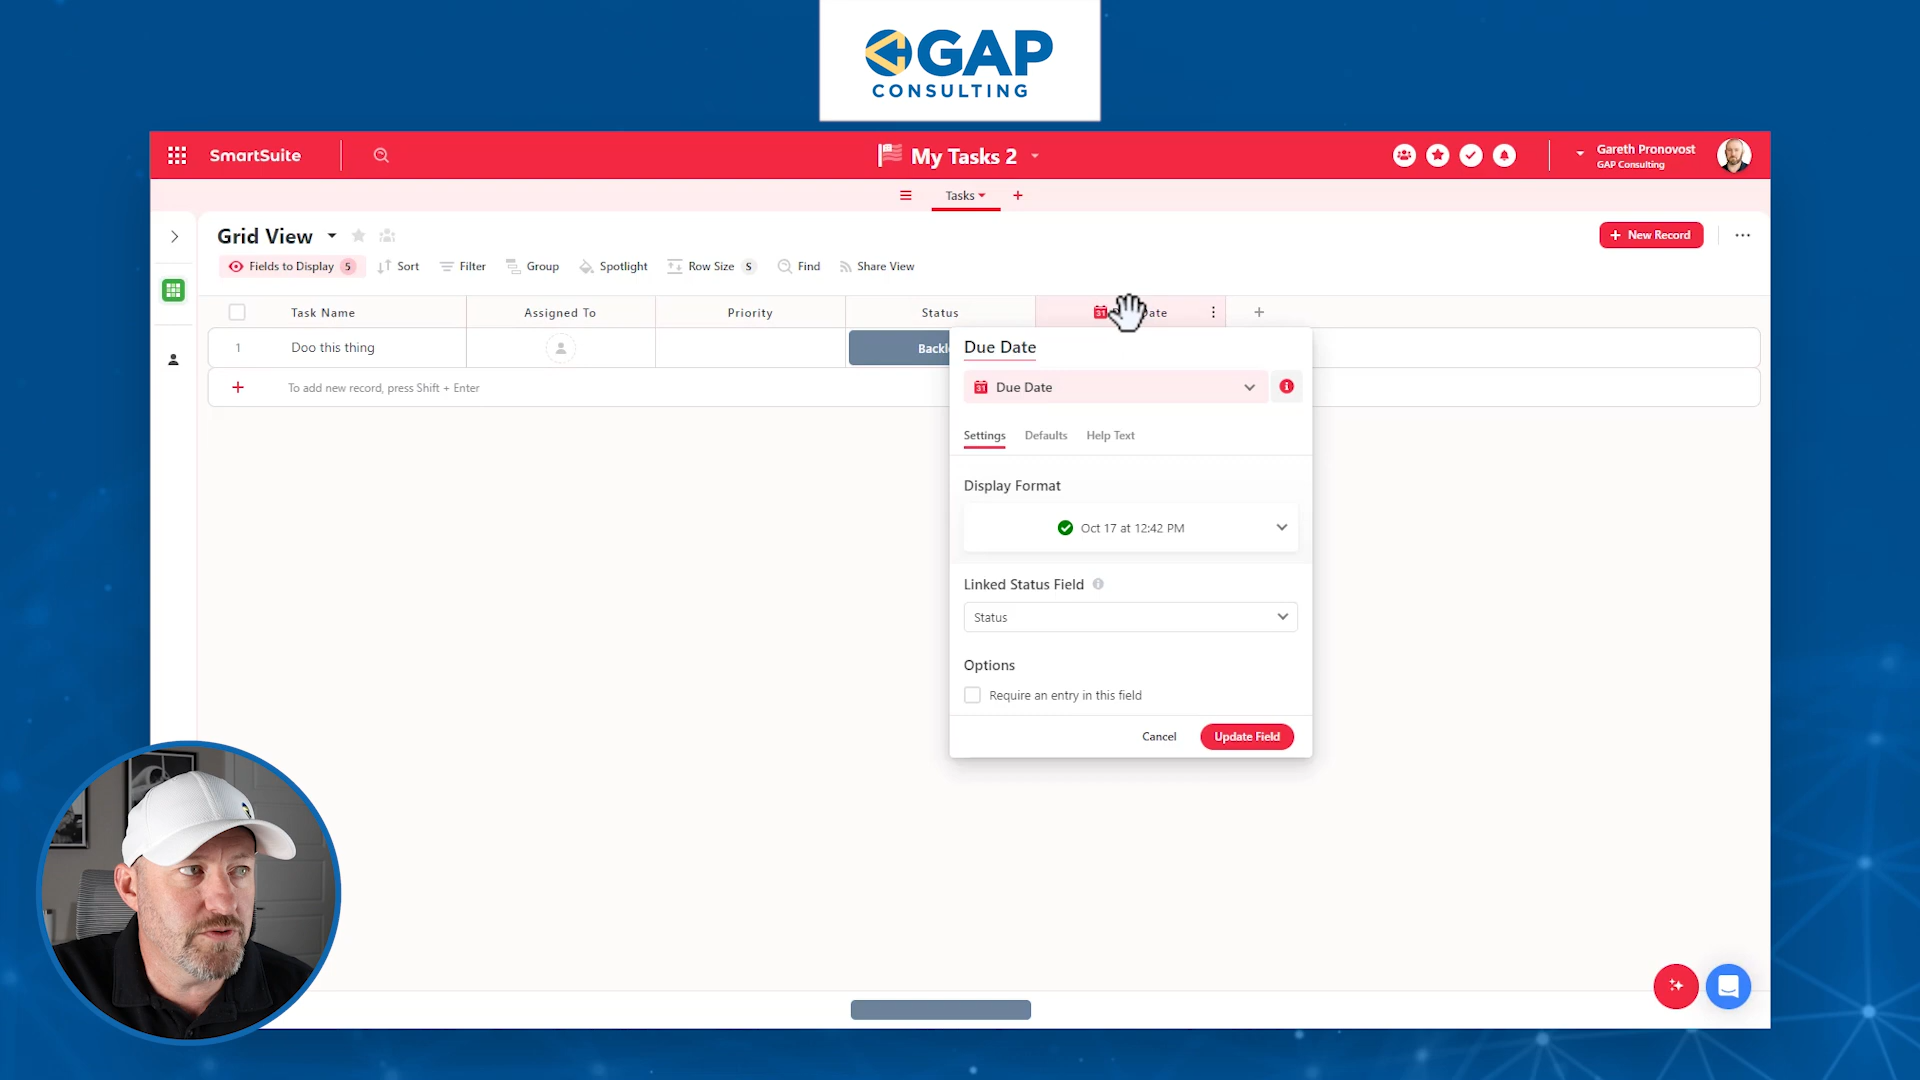 GAP
CONSULTING
SmartSuite
My Tasks 2
Gareth Pronovost
GAP Consulting
Tasks
Grid View
New Record
Fields to Display 5
Sort
Filter
Group
Spotlight
Row Size S
Find
Share View
Task Name
Assigned To
Priority
Status
31
1
Doo this thing
To add new record, press Shift + Enter
Due Date
31 Due Date
Settings
Defaults
Help Text
Display Format
Oct 17 at 12:42 PM
Linked Status Field
Status
Options
Require an entry in this field
Cancel
Update Field